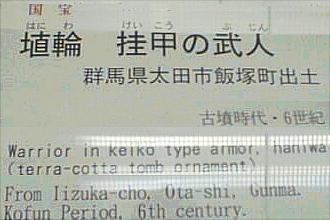 国宝
はにわ けいこう ぶじん
埴輪 挂甲の武人
群馬県太田市飯塚町出土
古墳時代・6世紀
Warrior in keiko type armor, haniwa
(terra-cotta tomb ornament)
From Iizuka-cho, Ota-shi, Gunma.
Kofun Period, 6th century.